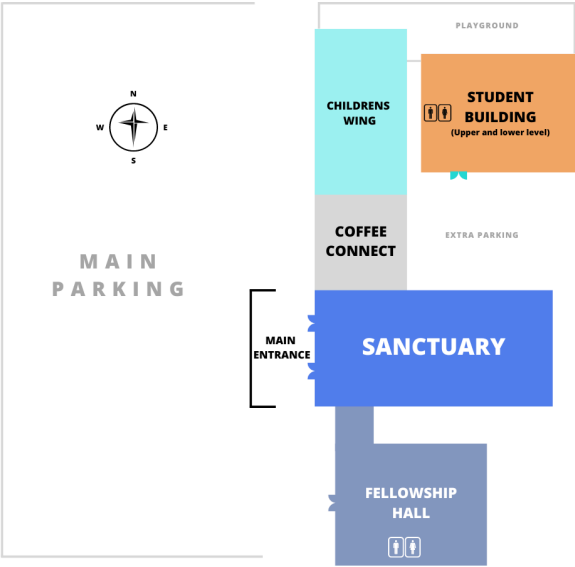 PLAYGROUND
N
W
E
S
CHILDRENS
WING
STUDENT
BUILDING
(Upper and lower level)
COFFEE
CONNECT
EXTRA PARKING
MAIN
PARKING
MAIN
ENTRANCE
SANCTUARY
FELLOWSHIP
HALL